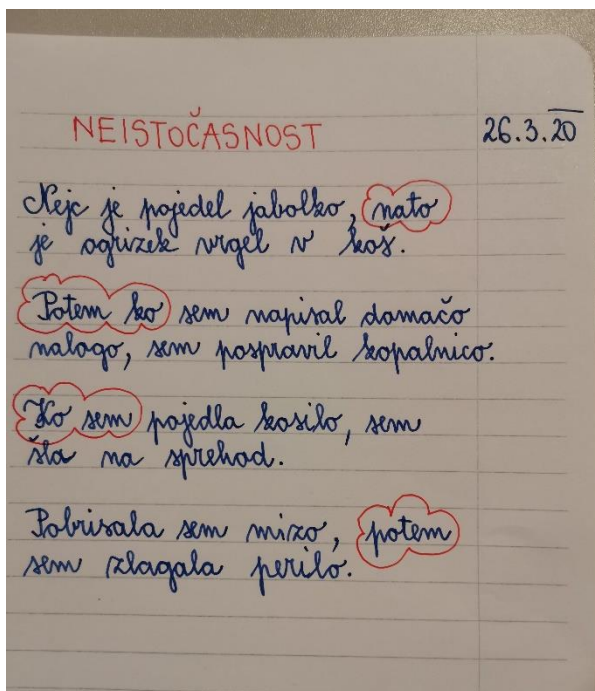 NEISTOČASNOST 26.3.20
Nejc je pojedel jabolko, nato
je ogrizek vrgel v koš.
Potem ko sem napisal domačo
nalogo, sem pospravil kopalnico.
Ko sem pojedla kosilo, sem
šla na sprehod.
Pobrisala sem mizo, potem
sem zlagala perilo.